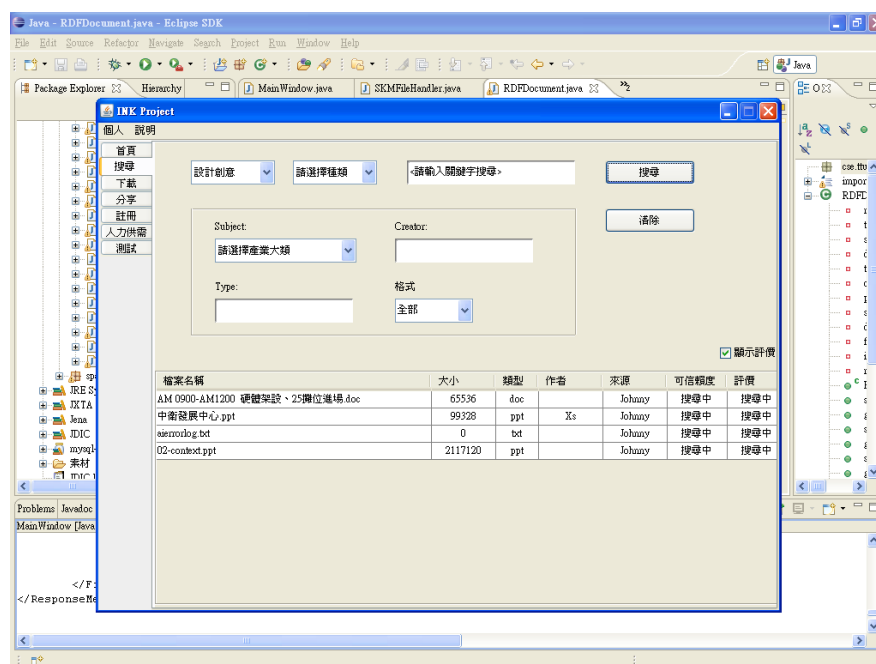 Java - RDFDocument.java - Eclipse SDK
File Edit Source Refactor Navigate Search Project Run Window Help
Java
Package Explorer Hierarchy MainWindow.java SKMFileHandler.java RDFDocument.java »2
INK Project
個人 說明
首頁
搜尋
下載
分享
註冊
人力供需
測試
設計創意 請選擇種類 <請輸入關鍵字搜尋> 搜尋
清除
Subject: Creator:
請選擇產業大類
Type: 格式
全部
顯示評價
檔案名稱 大小 類型 作者 來源 可信賴度 評價
AM 0900-AM1200 硬體架設、25攤位進場.doc 65536 doc Johnny 搜尋中 搜尋中
中衛發展中心.ppt 99328 ppt Xs Johnny 搜尋中 搜尋中
aierrorlog.txt 0 txt Johnny 搜尋中 搜尋中
02-context.ppt 2117120 ppt Johnny 搜尋中 搜尋中
cse.ttu
impor
RDFD
JRE Sy
JXTA
Jena
JDIC
mysql-
素材
Problems Javadoc
MainWindow [Java
</F
</ResponseMe